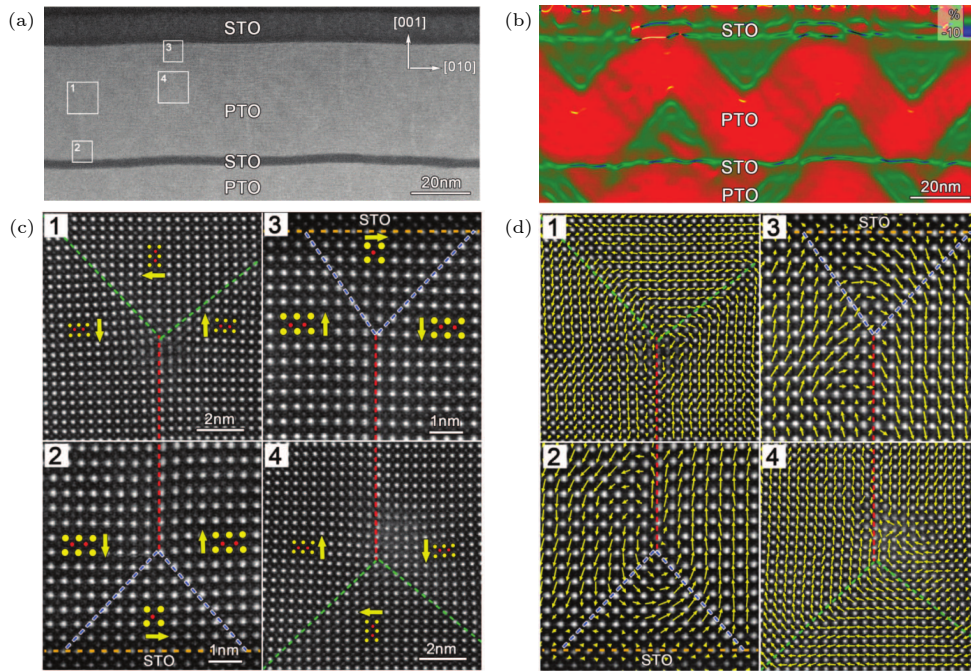 (a)
STO
3
4
1
2
[001]
[010]
PTO
STO
PTO
20nm
(b)
STO
%
-10
PTO
STO
PTO
20nm
(c)
1
2nm
3
STO
1nm
2
STO
1nm
4
2nm
(d)
1
3
STO
2
STO
4